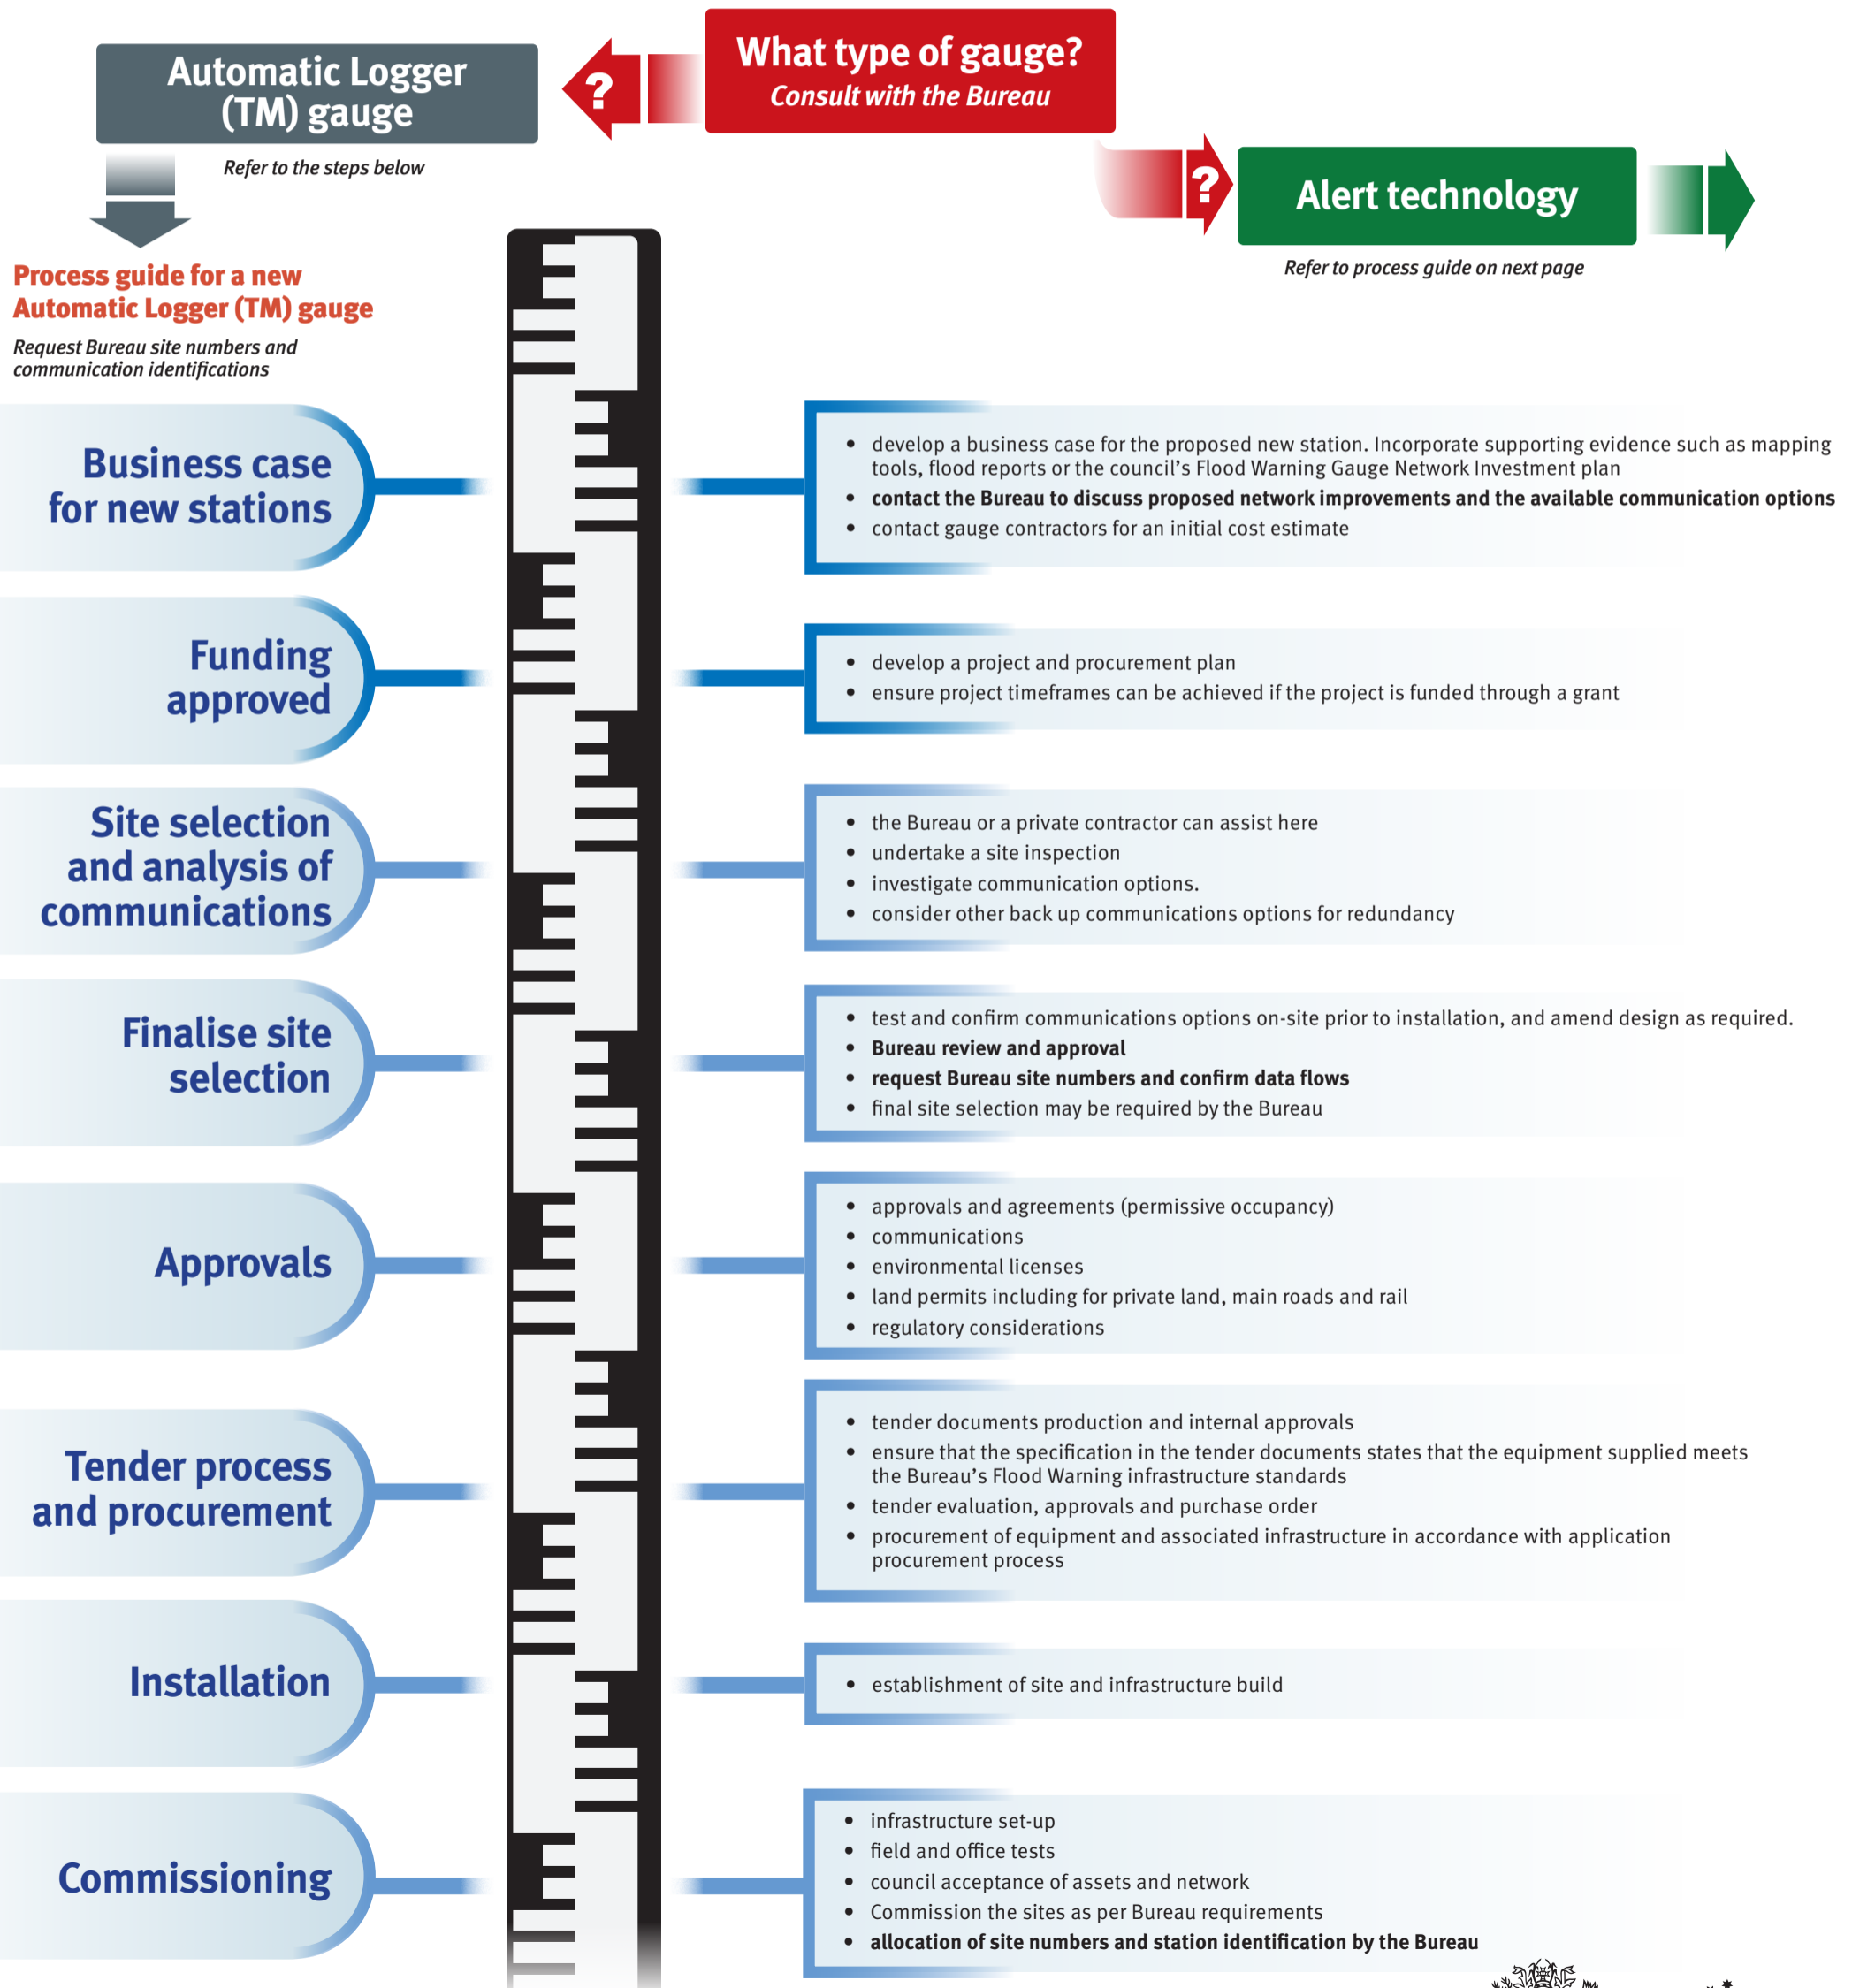 What type of gauge?
Consult with the Bureau
Automatic Logger
(TM) gauge
?
?
Refer to the steps below
Alert technology
Refer to process guide on next page
Process guide for a new
Automatic Logger (TM) gauge
Request Bureau site numbers and
communication identifications
Business case
for new stations
• develop a business case for the proposed new station. Incorporate supporting evidence such as mapping
tools, flood reports or the council’s Flood Warning Gauge Network Investment plan
• contact the Bureau to discuss proposed network improvements and the available communication options
• contact gauge contractors for an initial cost estimate
Funding
approved
• develop a project and procurement plan
• ensure project timeframes can be achieved if the project is funded through a grant
Site selection
and analysis of
communications
• the Bureau or a private contractor can assist here
• undertake a site inspection
• investigate communication options.
• consider other back up communications options for redundancy
Finalise site
selection
• test and confirm communications options on-site prior to installation, and amend design as required.
• Bureau review and approval
• request Bureau site numbers and confirm data flows
• final site selection may be required by the Bureau
Approvals
• approvals and agreements (permissive occupancy)
• communications
• environmental licenses
• land permits including for private land, main roads and rail
• regulatory considerations
Tender process
and procurement
• tender documents production and internal approvals
• ensure that the specification in the tender documents states that the equipment supplied meets
the Bureau’s Flood Warning infrastructure standards
• tender evaluation, approvals and purchase order
• procurement of equipment and associated infrastructure in accordance with application
procurement process
Installation
• establishment of site and infrastructure build
Commissioning
• infrastructure set-up
• field and office tests
• council acceptance of assets and network
• Commission the sites as per Bureau requirements
• allocation of site numbers and station identification by the Bureau